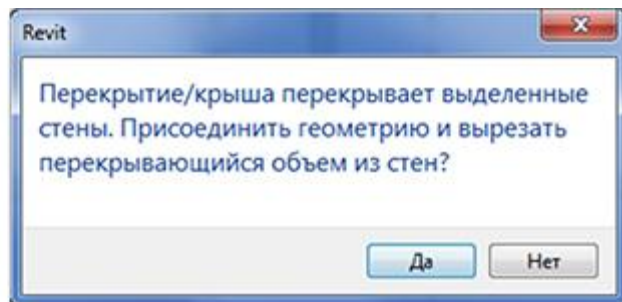 Revit
Перекрытие/крыша перекрывает выделенные
стены. Присоединить геометрию и вырезать
перекрывающийся объем из стен?
Да Нет